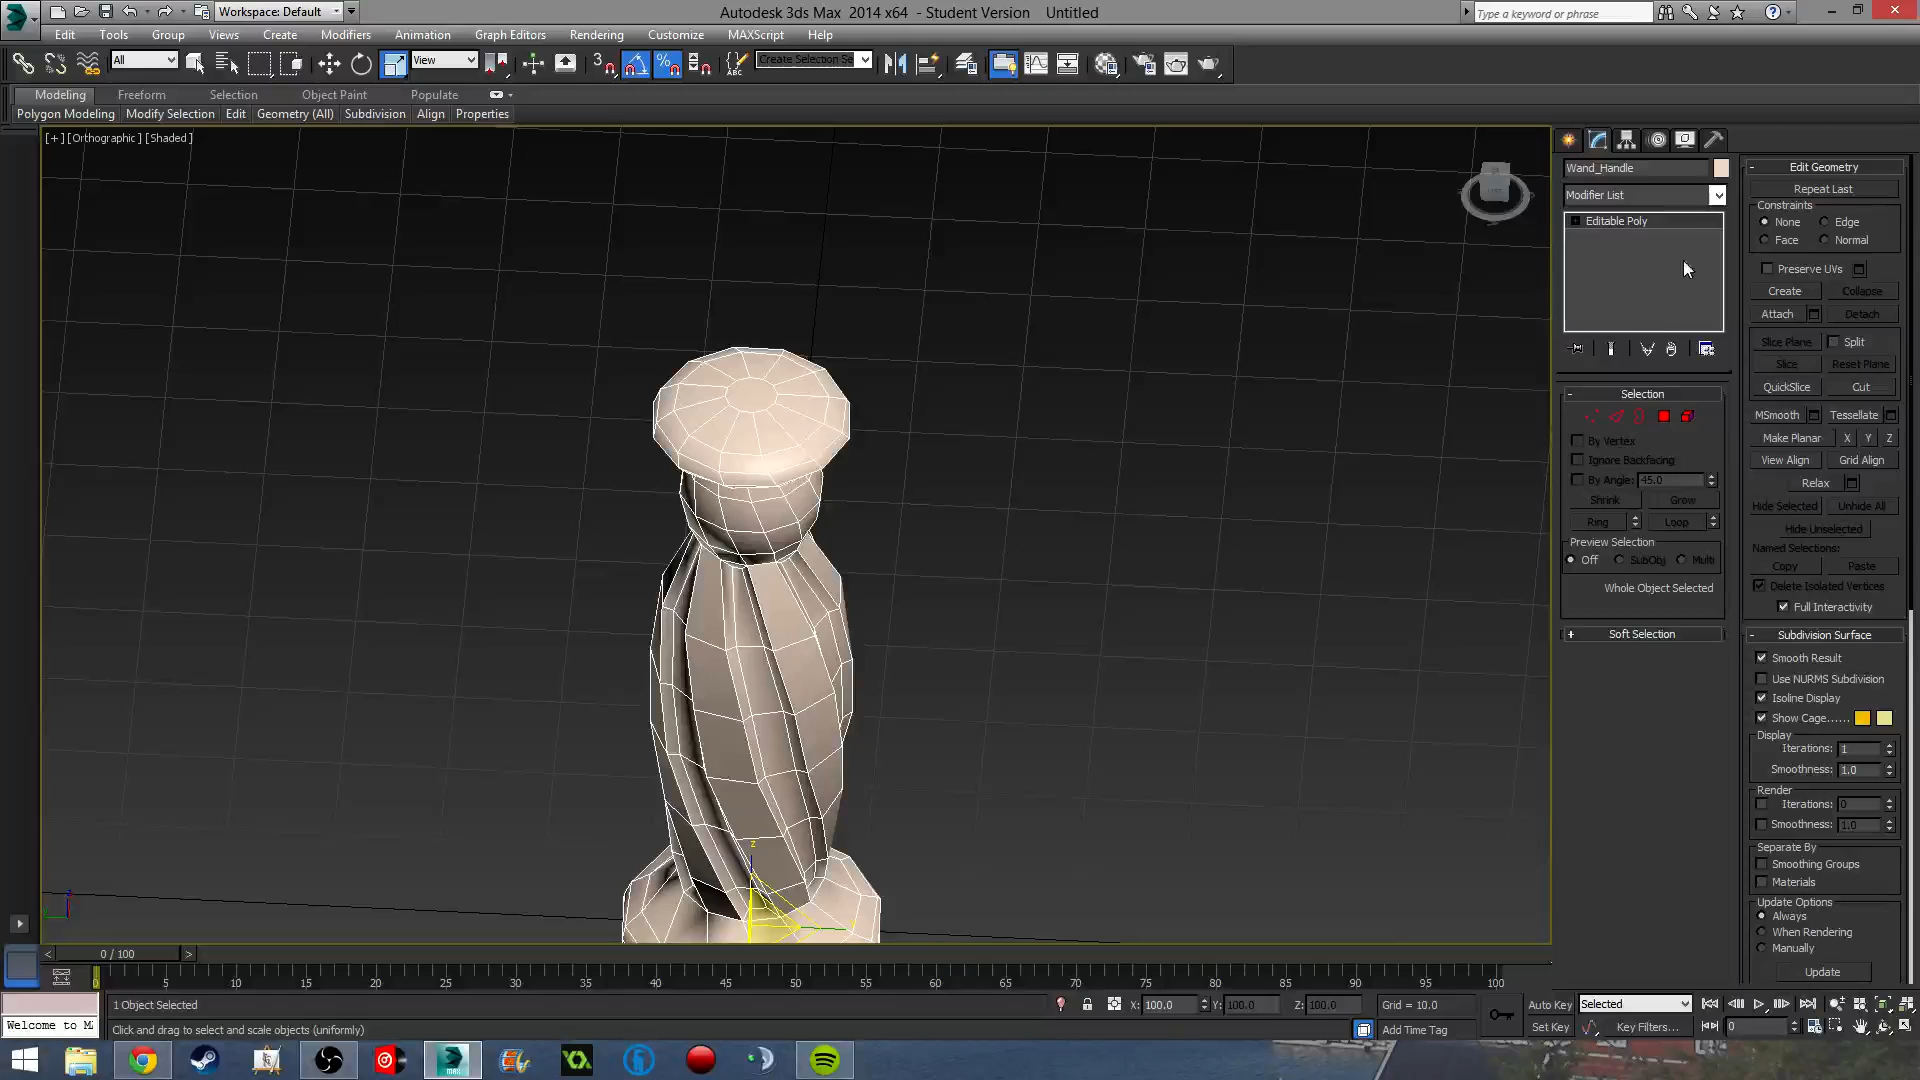 Workspace: Default
Autodesk 3ds Max 2014 x64 - Student Version Untitled
Type a keyword or phrase
Edit Tools Group Views Create Modifiers Animation Graph Editors Rendering Customize MAXScript Help
All
View
3
%
ABC
Create Selection Se
Modeling Freeform Selection Object Paint Populate
Polygon Modeling Modify Selection Edit Geometry (All) Subdivision Align Properties
[+][Orthographic][Shaded]
Wand_Handle
Modifier List
Editable Poly
Selection
By Vertex
Ignore Backfacing
By Angle: 45.0
Shrink Grow
Ring Loop
Preview Selection
Off SubObj Multi
Whole Object Selected
+ Soft Selection
- Edit Geometry
Repeat Last
Constraints
None Edge
Face Normal
Preserve UVs
Create Collapse
Attach Detach
Slice Plane Split
Slice Reset Plane
QuickSlice Cut
MSmooth Tessellate
Make Planar X Y Z
View Align Grid Align
Relax
Hide Selected Unhide All
Hide Unselected
Named Selections:
Copy Paste
Delete Isolated Vertices
Full Interactivity
- Subdivision Surface
Smooth Result
Use NURMS Subdivision
Isoline Display
Show Cage......
Display
Iterations: 1
Smoothness: 1.0
Render
Iterations: 0
Smoothness: 1.0
Separate By
Smoothing Groups
Materials
Update Options
Always
When Rendering
Manually
Update
z
< 0 / 100 >
0 5 10 15 20 25 30 35 40 45 50 55 60 65 70 75 80 85 90 95 100
1 Object Selected
X: 100.0 Y: 100.0 Z: 100.0
Grid = 10.0
Auto Key Selected
Welcome to M
Click and drag to select and scale objects (uniformly)
Add Time Tag
Set Key Key Filters...
0
MAX